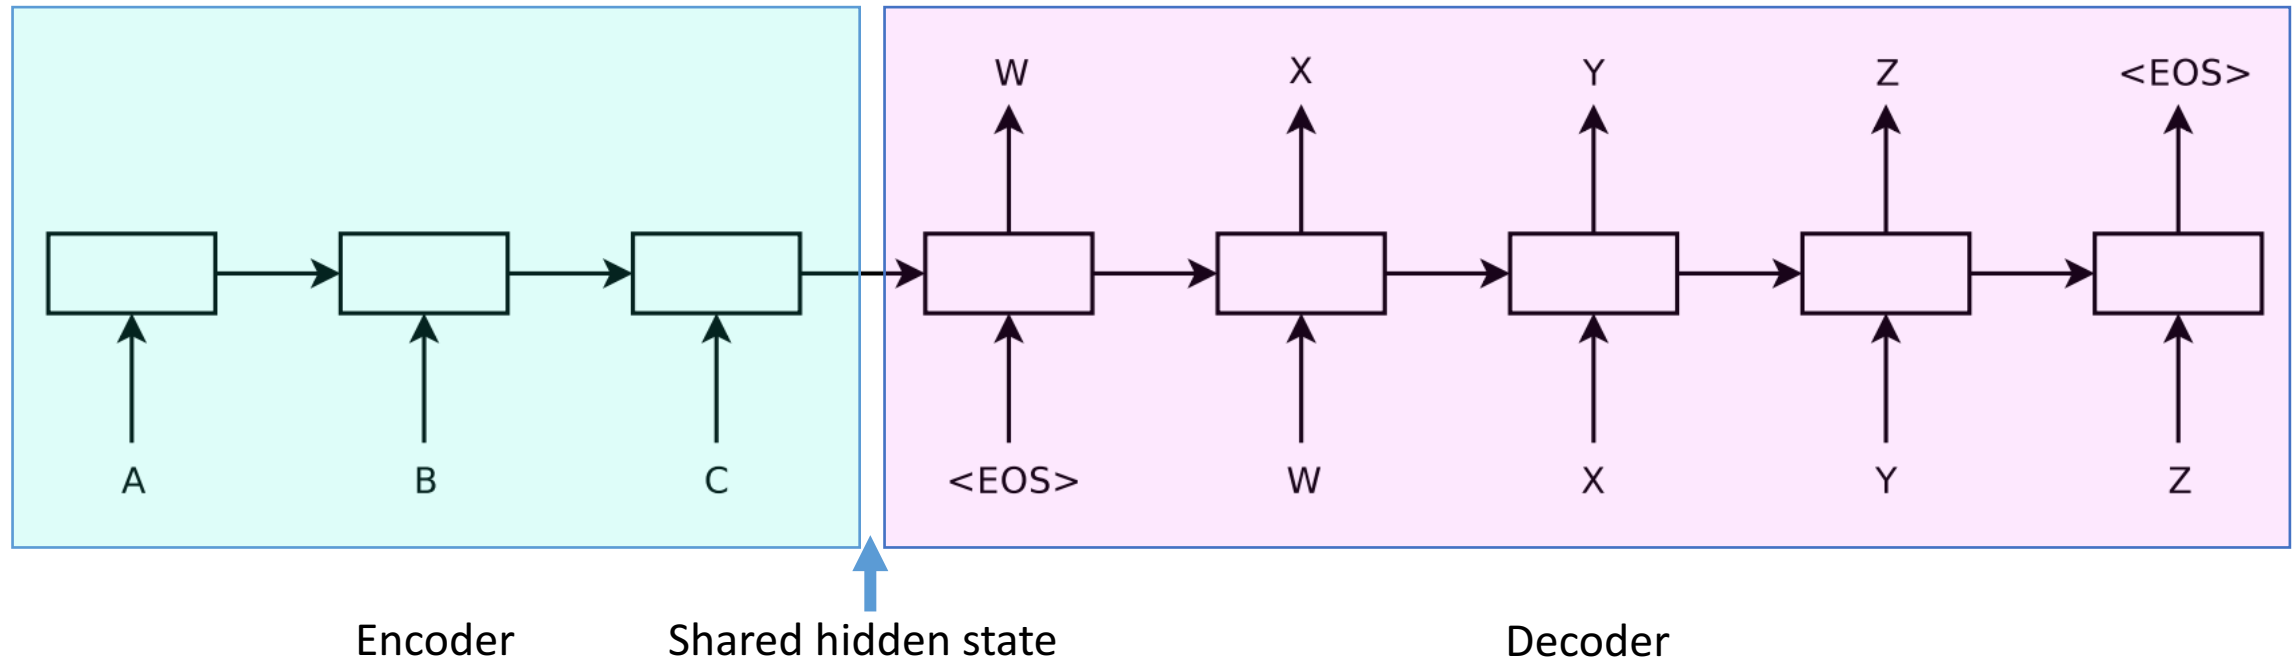 W X Y Z <EOS>
A B C <EOS> W X Y Z
Encoder Shared hidden state Decoder